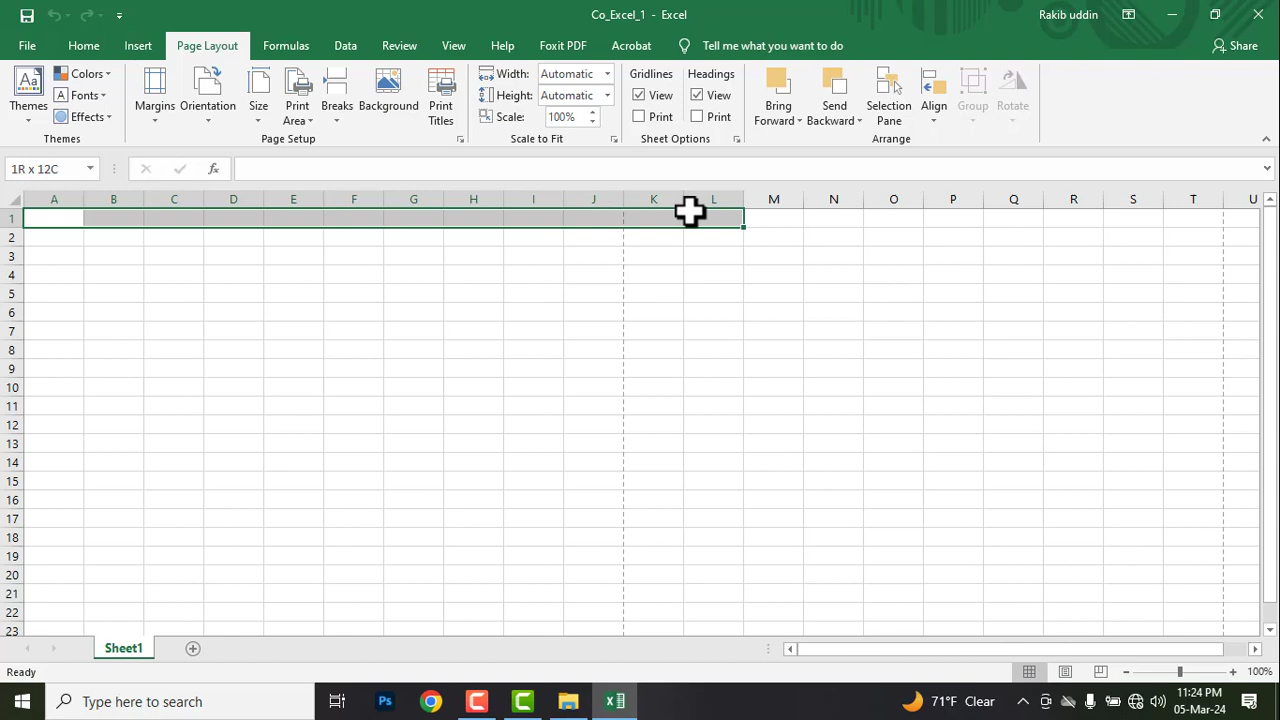 Co_Excel_1 - Excel
Rakib uddin
File Home Insert Page Layout Formulas Data Review View Help Foxit PDF Acrobat Tell me what you want to do Share
Aa
Themes
Colors
Fonts
A
Effects
Themes
Margins
Orientation
Size
Print
Area
Breaks
Background
Print
Titles
Page Setup
Width: Automatic
Height: Automatic
Scale: 100%
Scale to Fit
Gridlines
View
Print
Headings
View
Print
Sheet Options
Bring
Forward
Send
Backward
Selection
Pane
Align
Group
Rotate
Arrange
1R x 12C
fx
A B C D E F G H I J K L M N O P Q R S T U
1
2
3
4
5
6
7
8
9
10
11
12
13
14
15
16
17
18
19
20
21
22
23
Sheet1
Ready
100%
Type here to search
Ps
71°F Clear
11:24 PM
05-Mar-24